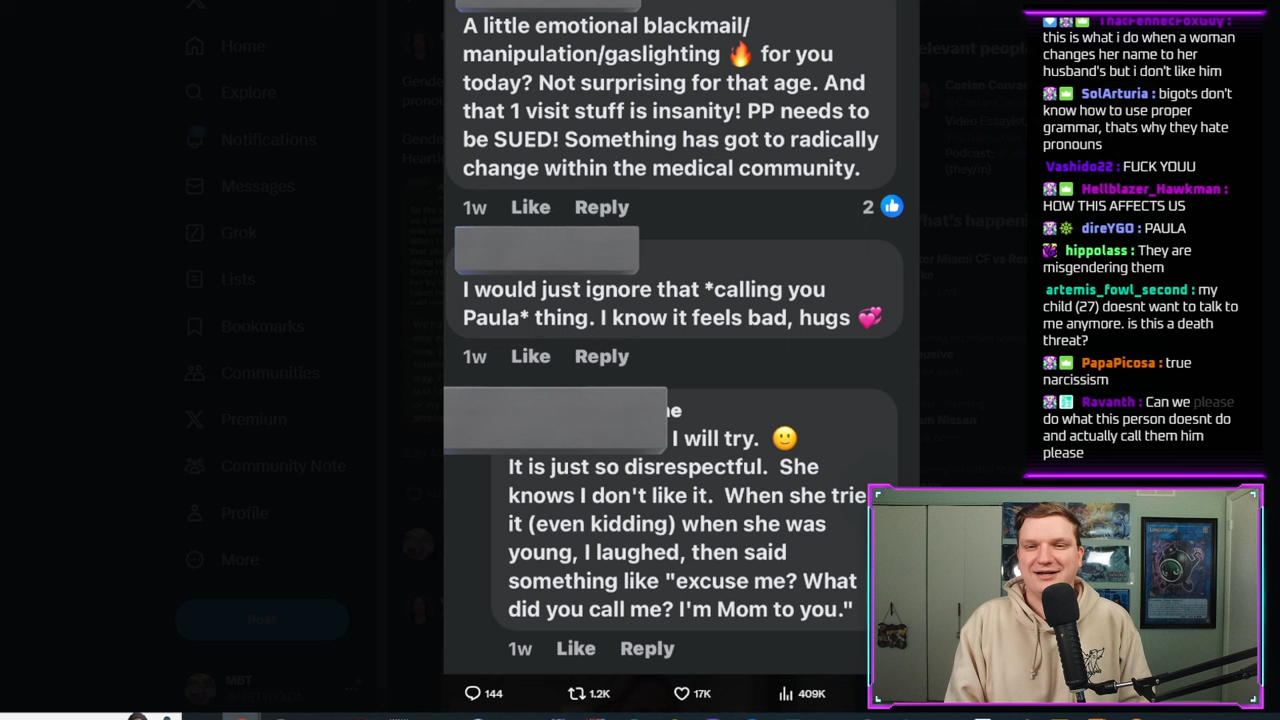 A little emotional blackmail/
manipulation/gaslighting 🔥 for you
today? Not surprising for that age. And
that 1 visit stuff is insanity! PP needs to
be SUED! Something has got to radically
change within the medical community.
1w Like Reply 2
I would just ignore that *calling you
Paula* thing. I know it feels bad, hugs 💞
1w Like Reply
I will try. 🙂
It is just so disrespectful. She
knows I don't like it. When she trie
it (even kidding) when she was
young, I laughed, then said
something like "excuse me? What
did you call me? I'm Mom to you."
1w Like Reply
144 1.2K 17K 409K
Home
Explore
Notifications
Messages
Grok
Lists
Bookmarks
Communities
Premium
Community Note
Profile
More
Post
MBT
ThatFennecFoxGuy :
this is what i do when a woman
changes her name to her
husband's but i don't like him
SolArturia : bigots don't
know how to use proper
grammar, thats why they hate
pronouns
Vashido22 : FUCK YOUU
Hellblazer_Hawkman :
HOW THIS AFFECTS US
direYGO : PAULA
hippolass : They are
misgendering them
artemis_fowl_second : my
child (27) doesnt want to talk to
me anymore. is this a death
threat?
PapaPicosa : true
narcissism
Ravanth : Can we please
do what this person doesnt do
and actually call them him
please